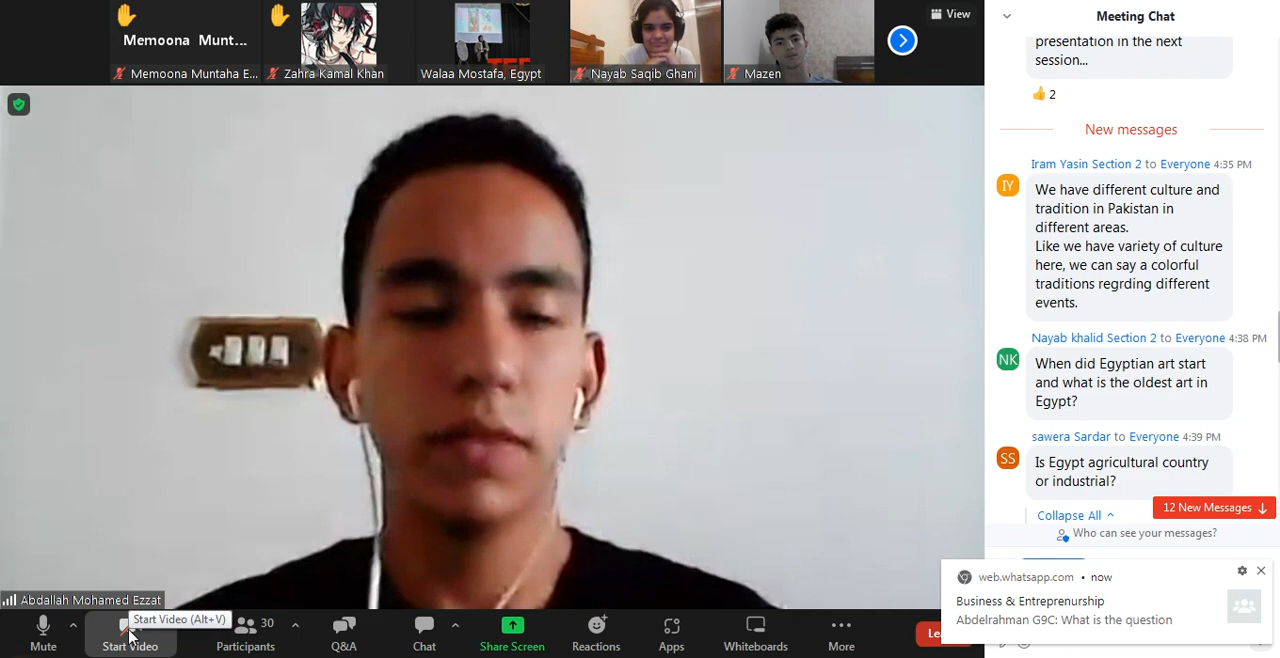 Memoona Munt...
View
Memoona Muntaha E...
Zahra Kamal Khan
Walaa Mostafa, Egypt
Nayab Saqib Ghani
Mazen
Meeting Chat
presentation in the next
session...
2
New messages
Iram Yasin Section 2 to Everyone 4:35 PM
IY
We have different culture and
tradition in Pakistan in
different areas.
Like we have variety of culture
here, we can say a colorful
traditions regrding different
events.
Nayab khalid Section 2 to Everyone 4:38 PM
NK
When did Egyptian art start
and what is the oldest art in
Egypt?
sawera Sardar to Everyone 4:39 PM
SS
Is Egypt agricultural country
or industrial?
12 New Messages
Collapse All
Who can see your messages?
web.whatsapp.com • now
Business & Entreprenurship
Abdelrahman G9C: What is the question
Abdallah Mohamed Ezzat
Start Video (Alt+V)
30
Mute
Start Video
Participants
Q&A
Chat
Share Screen
Reactions
Apps
Whiteboards
More